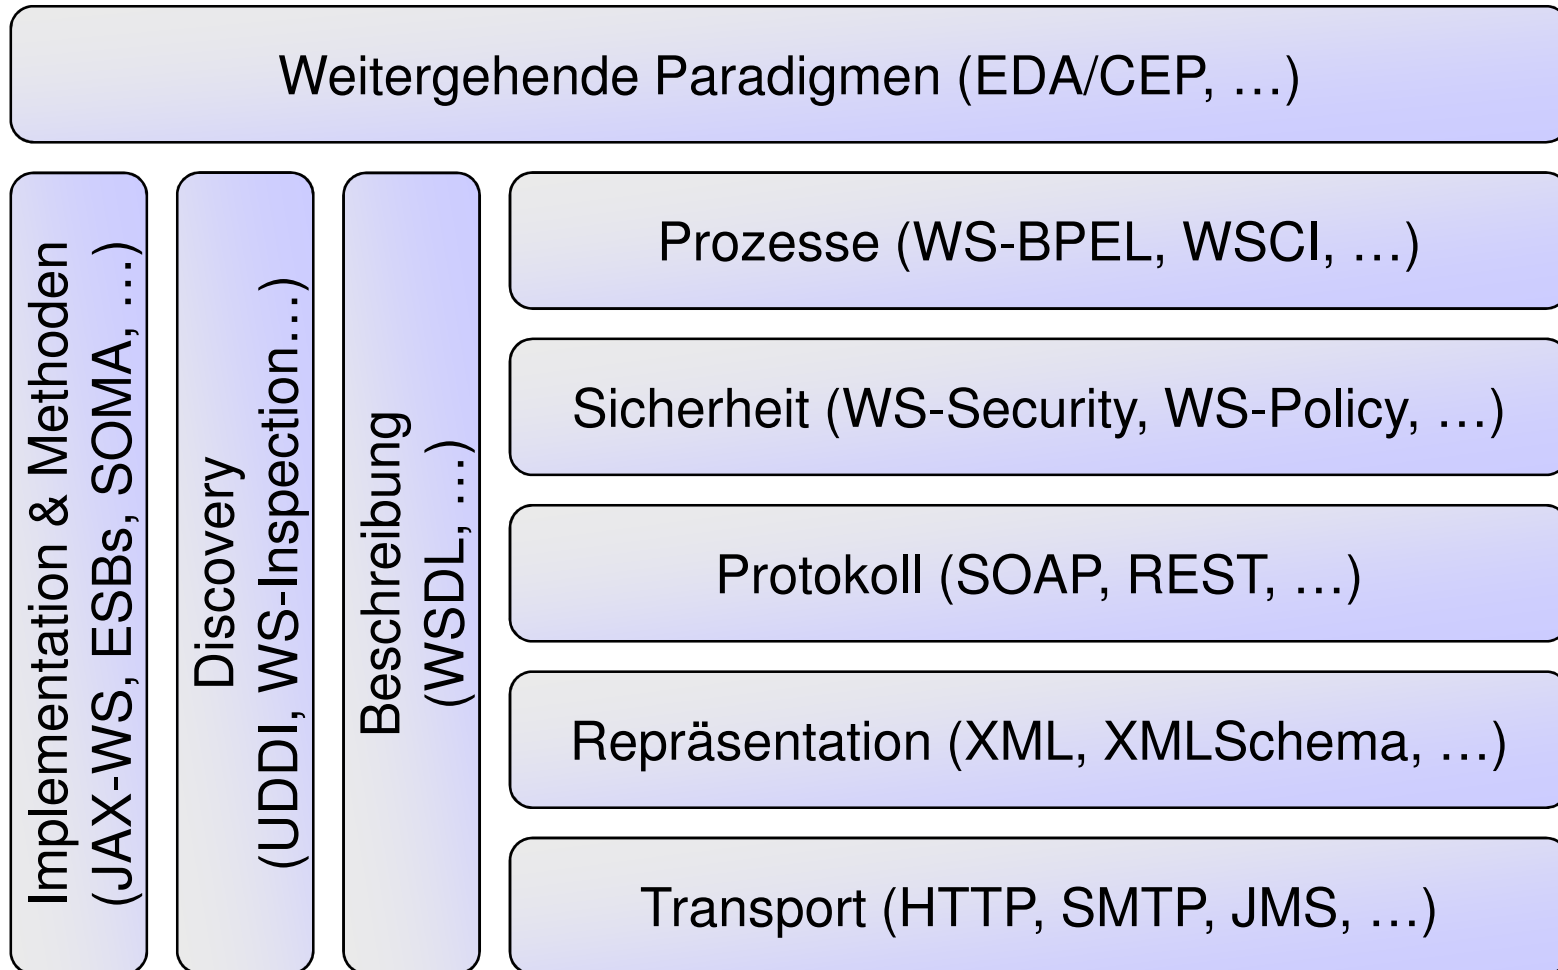 Weitergehende Paradigmen (EDA/CEP, …)
Implementation & Methoden
(JAX-WS, ESBs, SOMA, …)
Discovery
(UDDI, WS-Inspection…)
Beschreibung
(WSDL, …)
Prozesse (WS-BPEL, WSCI, …)
Sicherheit (WS-Security, WS-Policy, …)
Protokoll (SOAP, REST, …)
Repräsentation (XML, XMLSchema, …)
Transport (HTTP, SMTP, JMS, …)